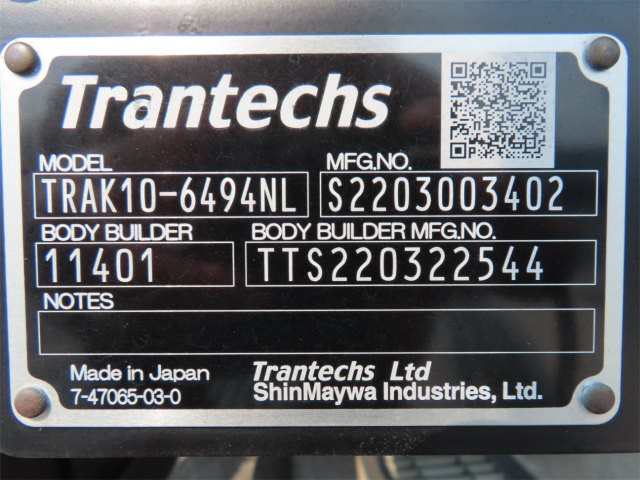 Trantechs
MODEL MFG.NO.
TRAK10-6494NL S2203003402
BODY BUILDER BODY BUILDER MFG.NO.
11401 TTS220322544
NOTES
Made in Japan Trantechs Ltd
7-47065-03-0 ShinMaywa Industries, Ltd.